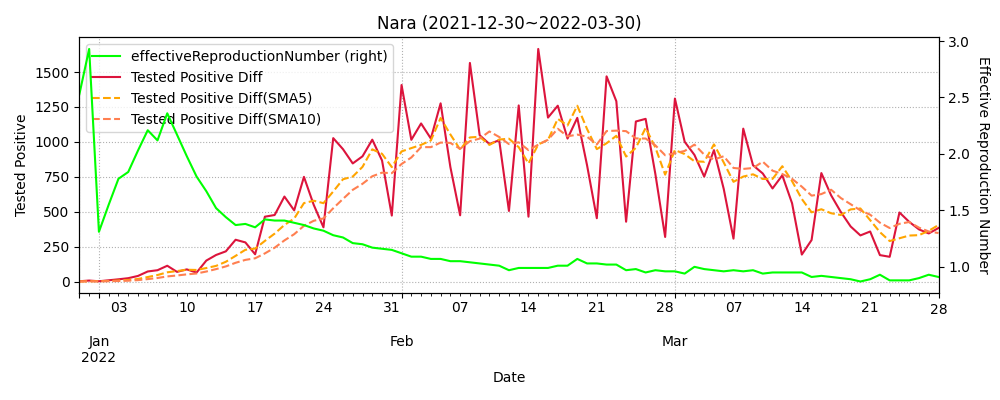 Nara (2021-12-30~2022-03-30)
effectiveReproductionNumber (right)
Tested Positive Diff
Tested Positive Diff(SMA5)
Tested Positive Diff(SMA10)
Tested Positive
1500
1250
1000
750
500
250
0
3.0
2.5
2.0
1.5
1.0
Effective Reproduction Number
03 10 17 24 31 07 14 21 28 07 14 21 28
Jan Feb Mar
2022
Date